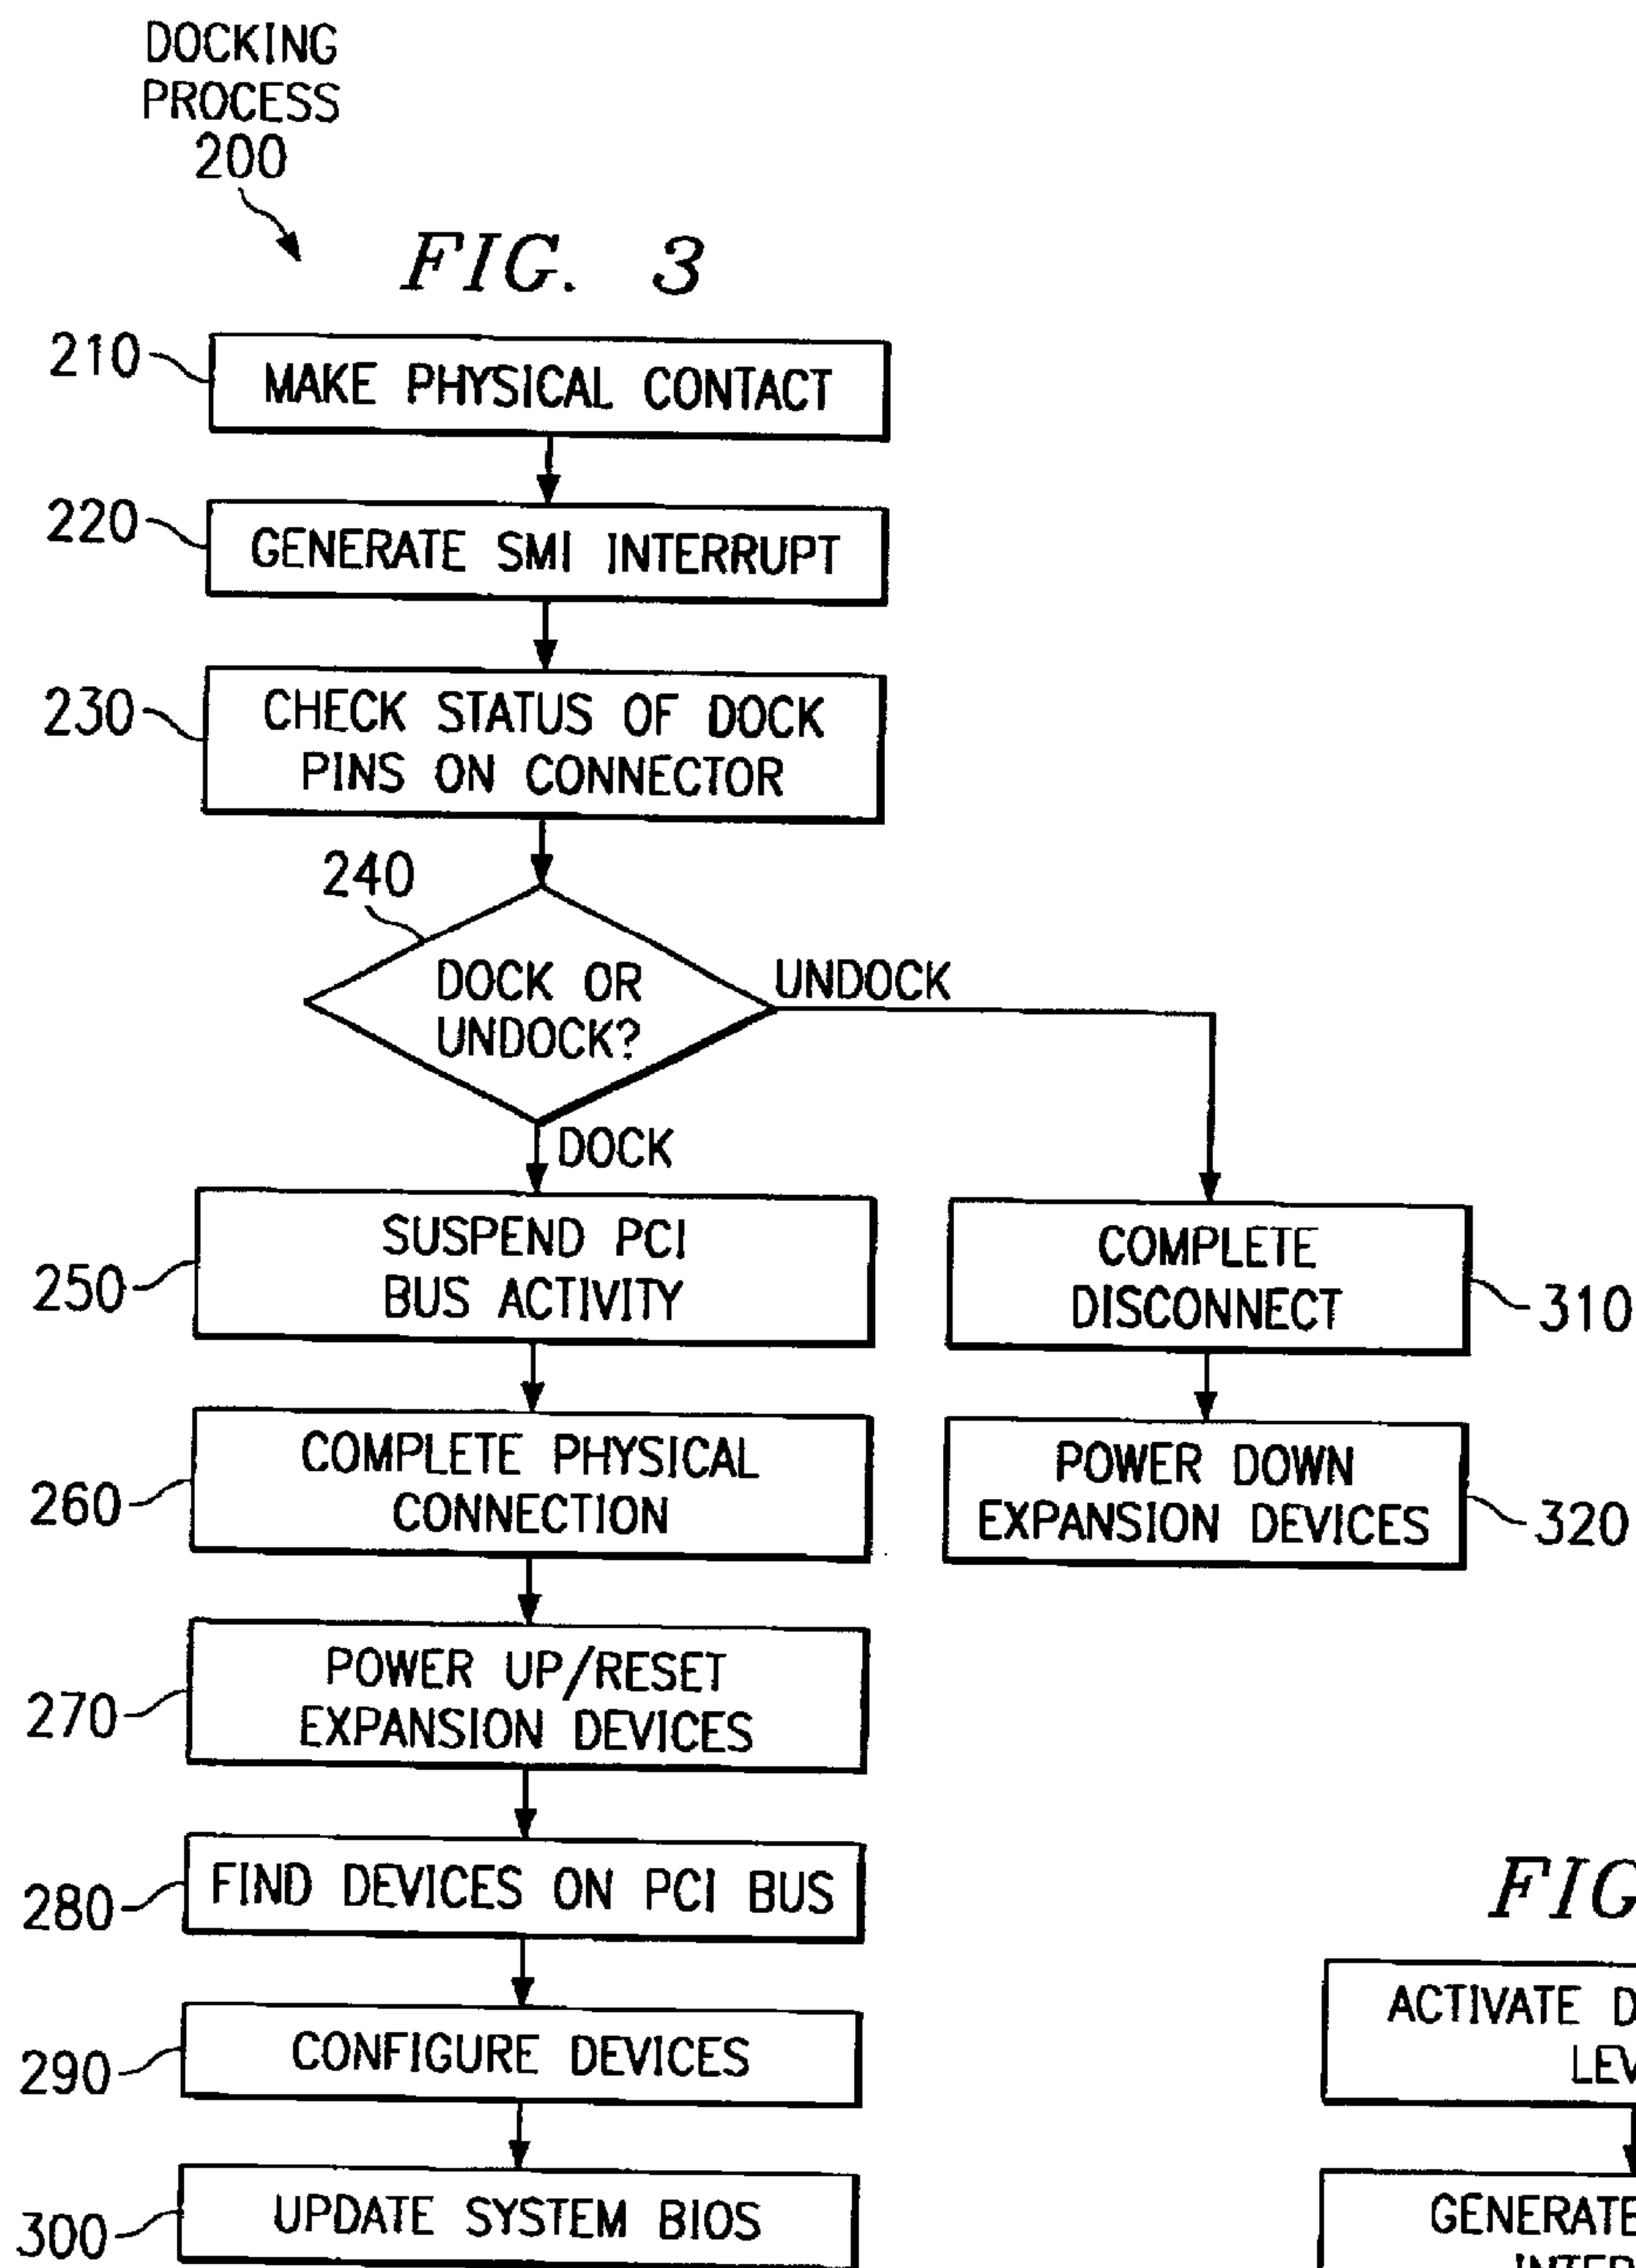 DOCKING
PROCESS
200
FIG. 3
210
MAKE PHYSICAL CONTACT
220
GENERATE SMI INTERRUPT
230
CHECK STATUS OF DOCK
PINS ON CONNECTOR
240
DOCK OR
UNDOCK?
UNDOCK
DOCK
250
SUSPEND PCI
BUS ACTIVITY
COMPLETE
DISCONNECT
310
260
COMPLETE PHYSICAL
CONNECTION
POWER DOWN
EXPANSION DEVICES
320
270
POWER UP/RESET
EXPANSION DEVICES
280
FIND DEVICES ON PCI BUS
290
CONFIGURE DEVICES
300
UPDATE SYSTEM BIOS
FIG
ACTIVATE
GENERATE